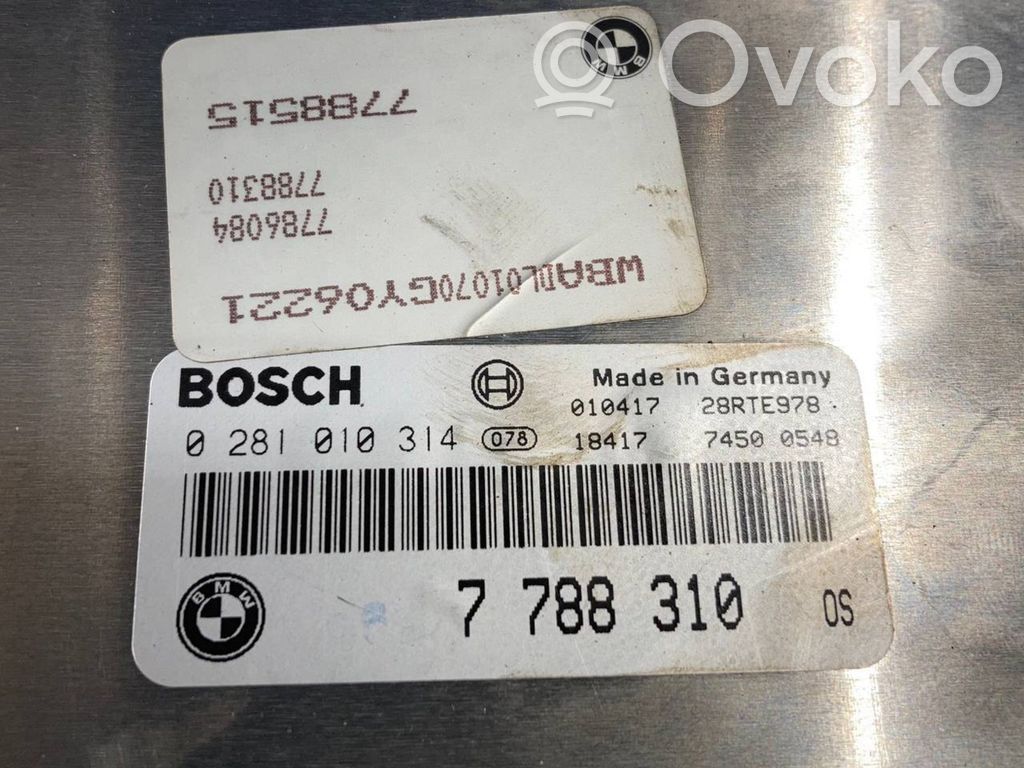 Ovoko
BMW
7788515
7788310
7786084
WBADL01070GY06221
BOSCH
Made in Germany
010417 28RTE978
0 281 010 314 078 18417 7450 0548
BMW
7 788 310 OS